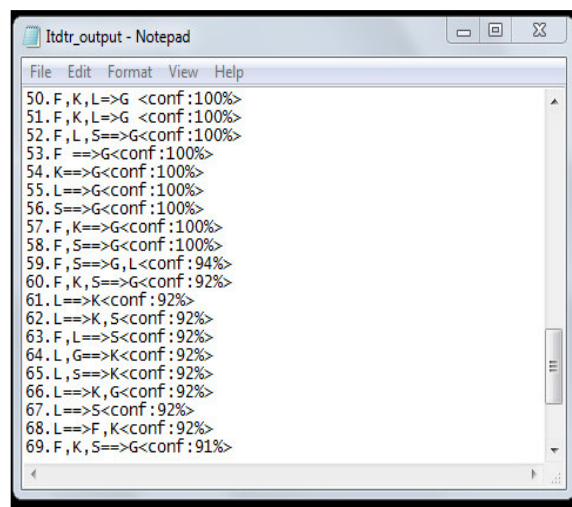 Itdtr_output - Notepad
File Edit Format View Help
50.F,K,L=>G <conf:100%>
51.F,K,L=>G <conf:100%>
52.F,L,S==>G<conf:100%>
53.F ==>G<conf:100%>
54.K==>G<conf:100%>
55.L==>G<conf:100%>
56.S==>G<conf:100%>
57.F,K==>G<conf:100%>
58.F,S==>G<conf:100%>
59.F,S==>G,L<conf:94%>
60.F,K,S==>G<conf:92%>
61.L==>K<conf:92%>
62.L==>K,S<conf:92%>
63.F,L==>S<conf:92%>
64.L,G==>K<conf:92%>
65.L,S==>K<conf:92%>
66.L==>K,G<conf:92%>
67.L==>S<conf:92%>
68.L==>F,K<conf:92%>
69.F,K,S==>G<conf:91%>